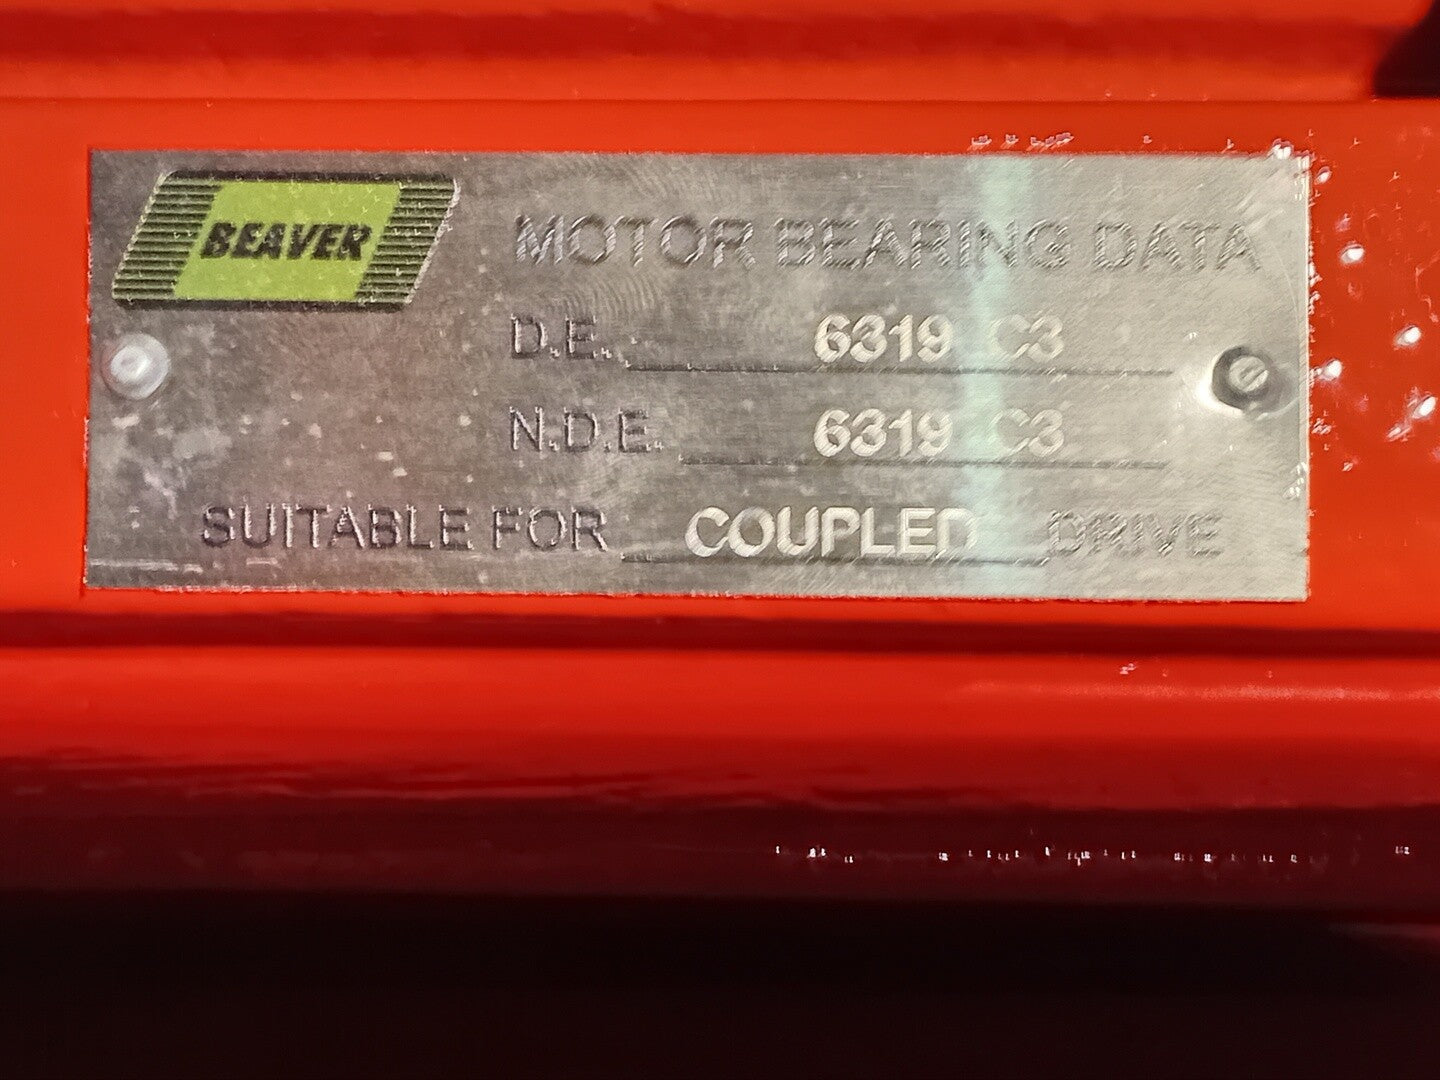 BEAVER
MOTOR BEARING DATA
D.E. 6319 C3
N.D.E. 6319 C3
SUITABLE FOR COUPLED DRIVE